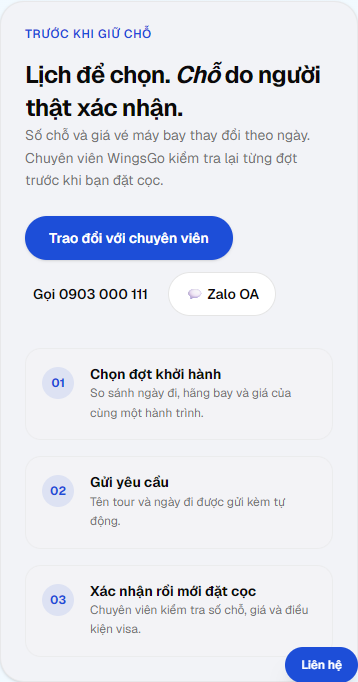 TRƯỚC KHI GIỮ CHỖ
Lịch để chọn. Chỗ do người
thật xác nhận.
Số chỗ và giá vé máy bay thay đổi theo ngày.
Chuyên viên WingsGo kiểm tra lại từng đợt
trước khi bạn đặt cọc.
Trao đổi với chuyên viên
Gọi 0903 000 111
Zalo OA
01
Chọn đợt khởi hành
So sánh ngày đi, hãng bay và giá của
cùng một hành trình.
02
Gửi yêu cầu
Tên tour và ngày đi được gửi kèm tự
động.
03
Xác nhận rồi mới đặt cọc
Chuyên viên kiểm tra số chỗ, giá và điều
kiện visa.
Liên hệ